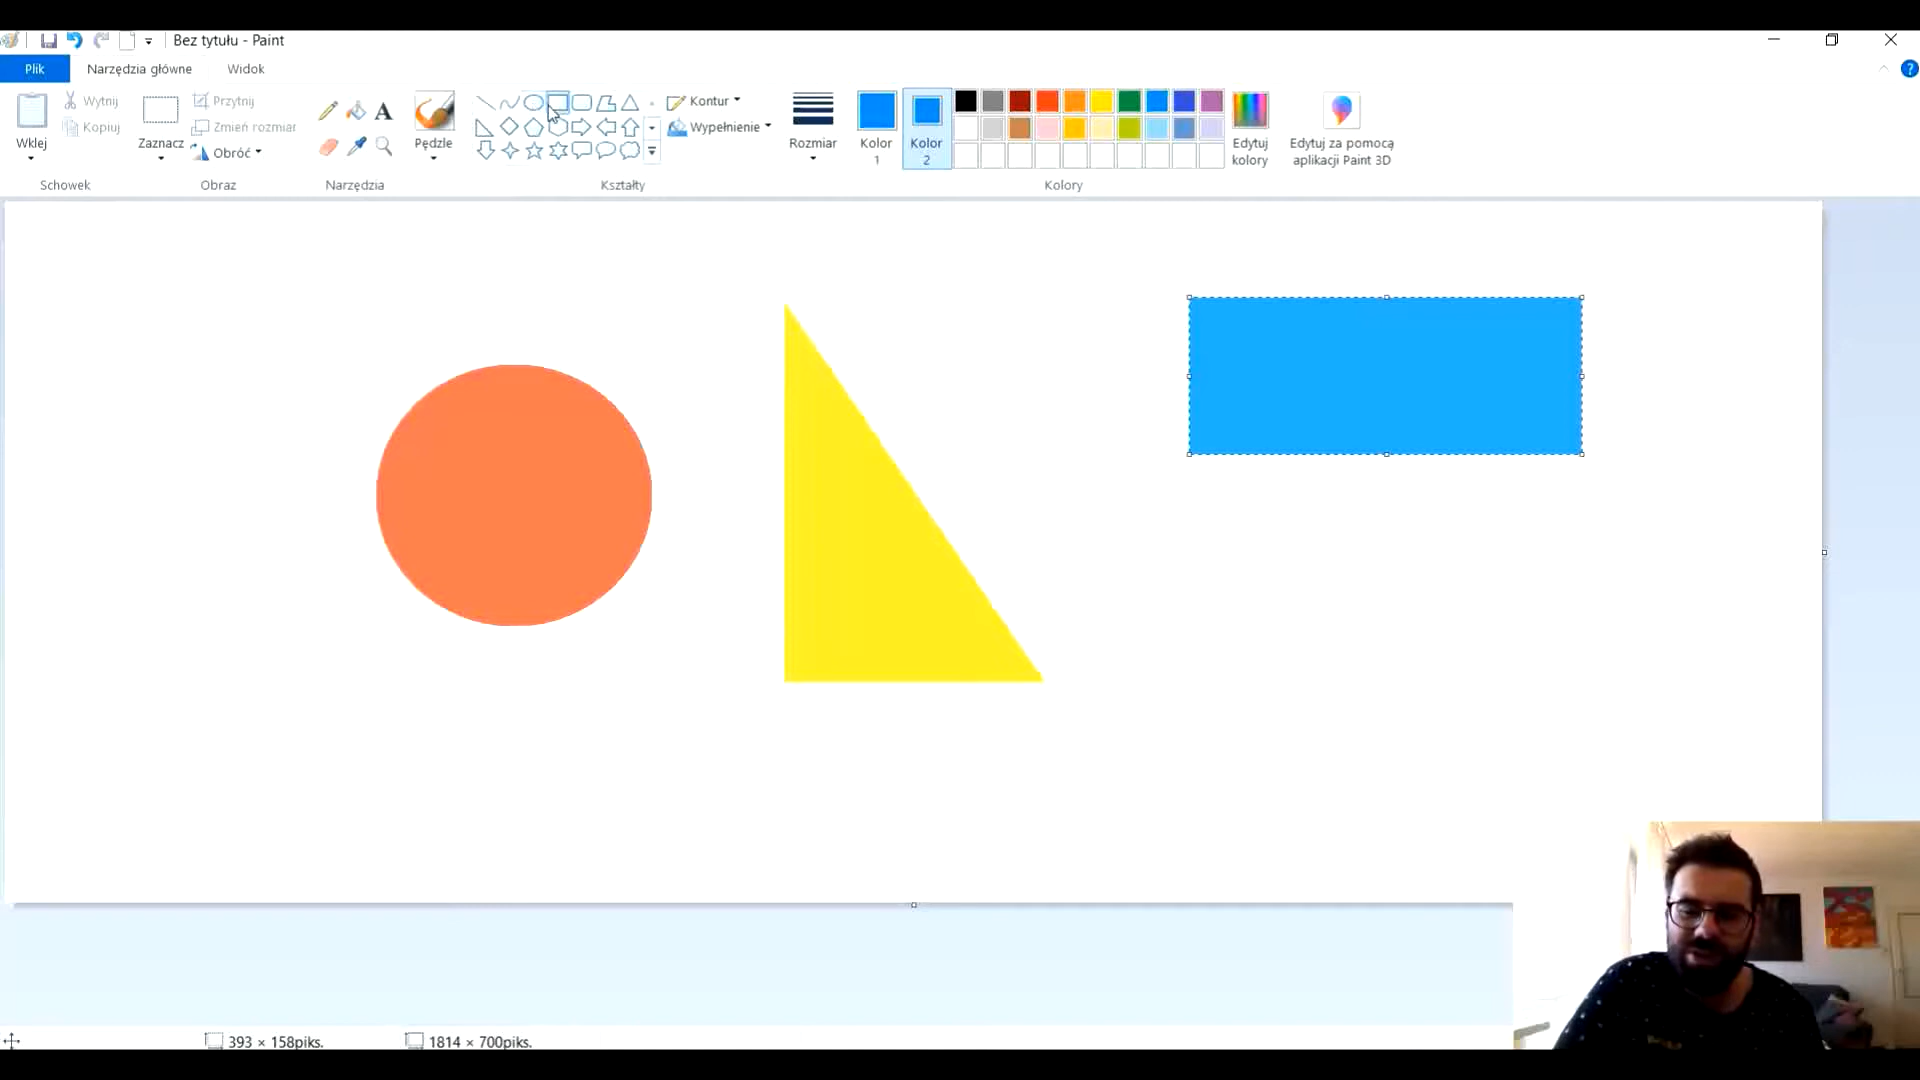 Bez tytułu - Paint
Plik Narzędzia główne Widok
Wklej
Wytnij
Kopiuj
Schowek
Zaznacz
Przytnij
Zmień rozmiar
Obróć
Obraz
A
Narzędzia
Pędzle
Kontur
Wypełnienie
Kształty
Rozmiar
Kolor
1
Kolor
2
Edytuj
kolory
Kolory
Edytuj za pomocą
aplikacji Paint 3D
?
393 × 158piks. 1814 × 700piks.